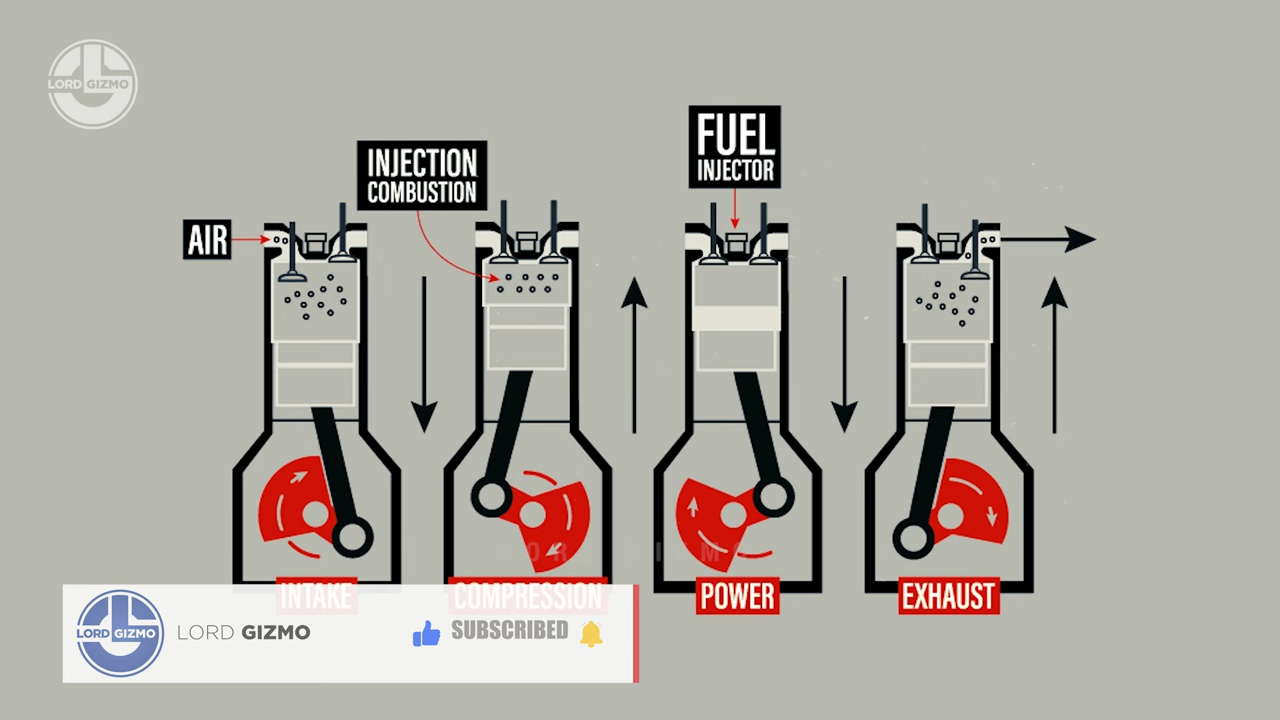 LORD GIZMO
FUEL
INJECTOR
INJECTION
COMBUSTION
AIR
INTAKE
COMPRESSION
POWER
EXHAUST
LORD GIZMO
LORD GIZMO
SUBSCRIBED